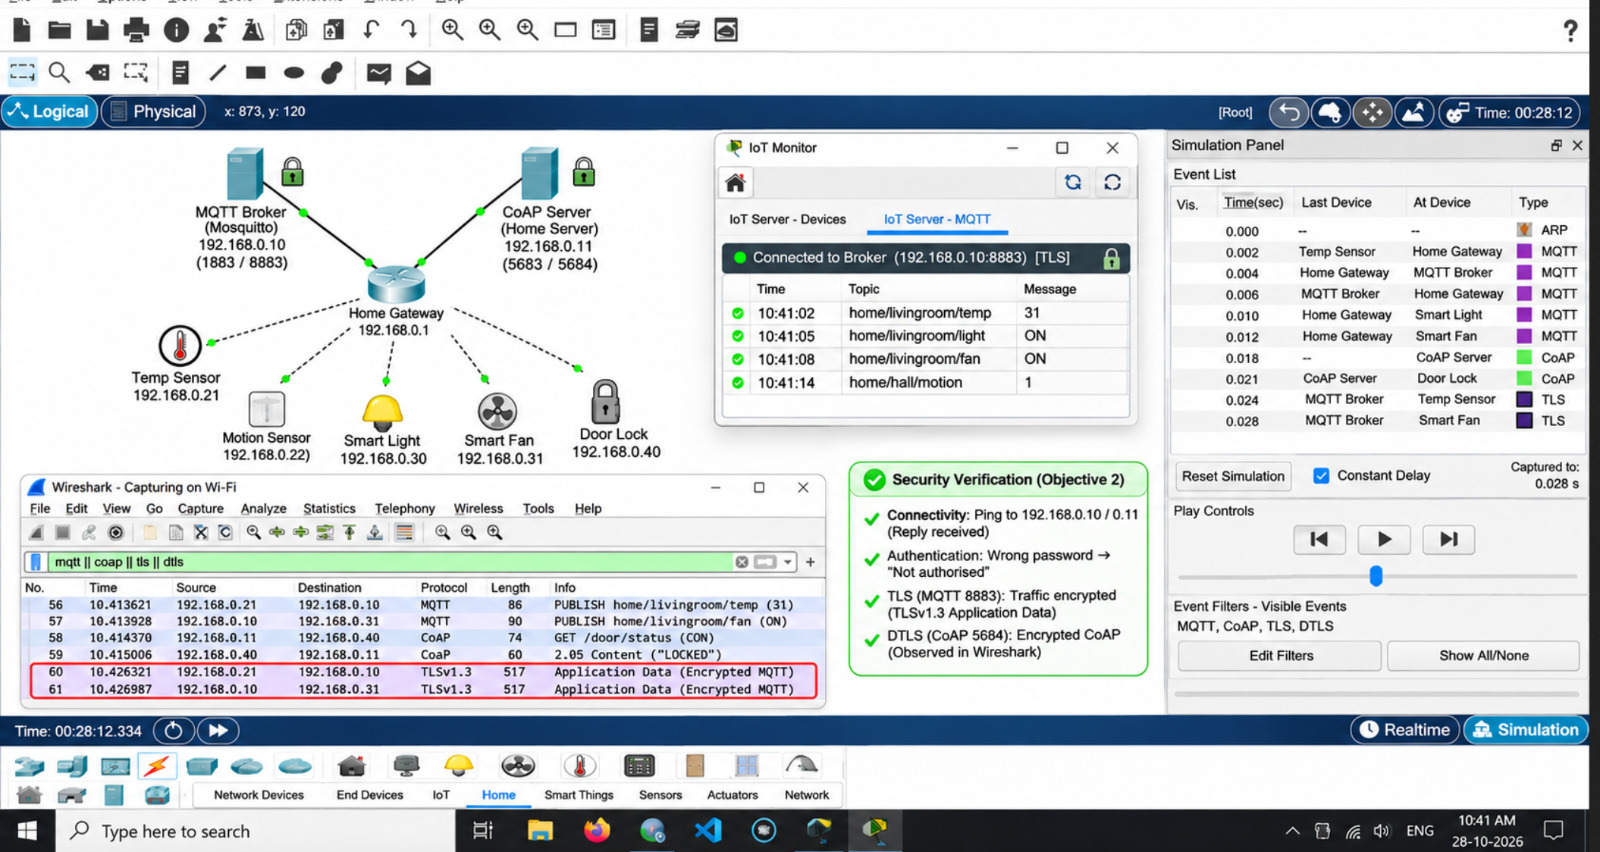 Logical
Physical
x: 873, y: 120
[Root]
Time: 00:28:12
MQTT Broker
(Mosquitto)
192.168.0.10
(1883 / 8883)
CoAP Server
(Home Server)
192.168.0.11
(5683 / 5684)
Home Gateway
192.168.0.1
Temp Sensor
192.168.0.21
Motion Sensor
192.168.0.22)
Smart Light
192.168.0.30
Smart Fan
192.168.0.31
Door Lock
192.168.0.40
IoT Monitor
IoT Server - Devices
IoT Server - MQTT
Connected to Broker (192.168.0.10:8883) [TLS]
Time Topic Message
10:41:02 home/livingroom/temp 31
10:41:05 home/livingroom/light ON
10:41:08 home/livingroom/fan ON
10:41:14 home/hall/motion 1
Simulation Panel
Event List
Vis. Time(sec) Last Device At Device Type
0.000 -- -- ARP
0.002 Temp Sensor Home Gateway MQTT
0.004 Home Gateway MQTT Broker MQTT
0.006 MQTT Broker Home Gateway MQTT
0.010 Home Gateway Smart Light MQTT
0.012 Home Gateway Smart Fan MQTT
0.018 -- CoAP Server CoAP
0.021 CoAP Server Door Lock CoAP
0.024 MQTT Broker Temp Sensor TLS
0.028 MQTT Broker Smart Fan TLS
Reset Simulation
Constant Delay
Captured to:
0.028 s
Play Controls
Event Filters - Visible Events
MQTT, CoAP, TLS, DTLS
Edit Filters
Show All/None
Wireshark - Capturing on Wi-Fi
File Edit View Go Capture Analyze Statistics Telephony Wireless Tools Help
mqtt || coap || tls || dtls
No. Time Source Destination Protocol Length Info
56 10.413621 192.168.0.21 192.168.0.10 MQTT 86 PUBLISH home/livingroom/temp (31)
57 10.413928 192.168.0.10 192.168.0.31 MQTT 90 PUBLISH home/livingroom/fan (ON)
58 10.414370 192.168.0.11 192.168.0.40 CoAP 74 GET /door/status (CON)
59 10.415006 192.168.0.40 192.168.0.11 CoaP 60 2.05 Content ("LOCKED")
60 10.426321 192.168.0.21 192.168.0.10 TLSv1.3 517 Application Data (Encrypted MQTT)
61 10.426987 192.168.0.10 192.168.0.31 TLSv1.3 517 Application Data (Encrypted MQTT)
Security Verification (Objective 2)
Connectivity: Ping to 192.168.0.10 / 0.11
(Reply received)
Authentication: Wrong password →
"Not authorised"
TLS (MQTT 8883): Traffic encrypted
(TLSv1.3 Application Data)
DTLS (CoAP 5684): Encrypted CoAP
(Observed in Wireshark)
Time: 00:28:12.334
Realtime
Simulation
Network Devices
End Devices
IoT
Home
Smart Things
Sensors
Actuators
Network
Type here to search
ENG
10:41 AM
28-10-2026